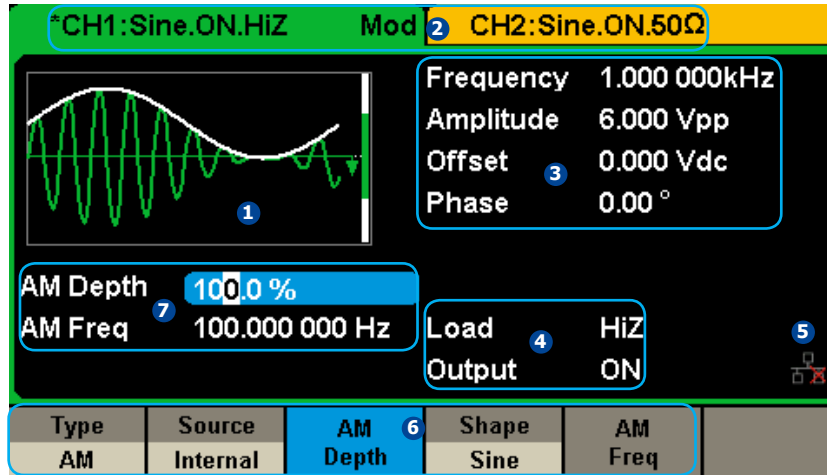 *CH1:Sine.ON.HiZ Mod 2 CH2:Sine.ON.50Ω
Frequency 1.000 000kHz
Amplitude 6.000 Vpp
Offset 3 0.000 Vdc
Phase 0.00 °
1
AM Depth 100.0 %
7
AM Freq 100.000 000 Hz
Load 4 HiZ
Output ON
5
Type Source AM Depth 6 Shape AM Freq
AM Internal Sine